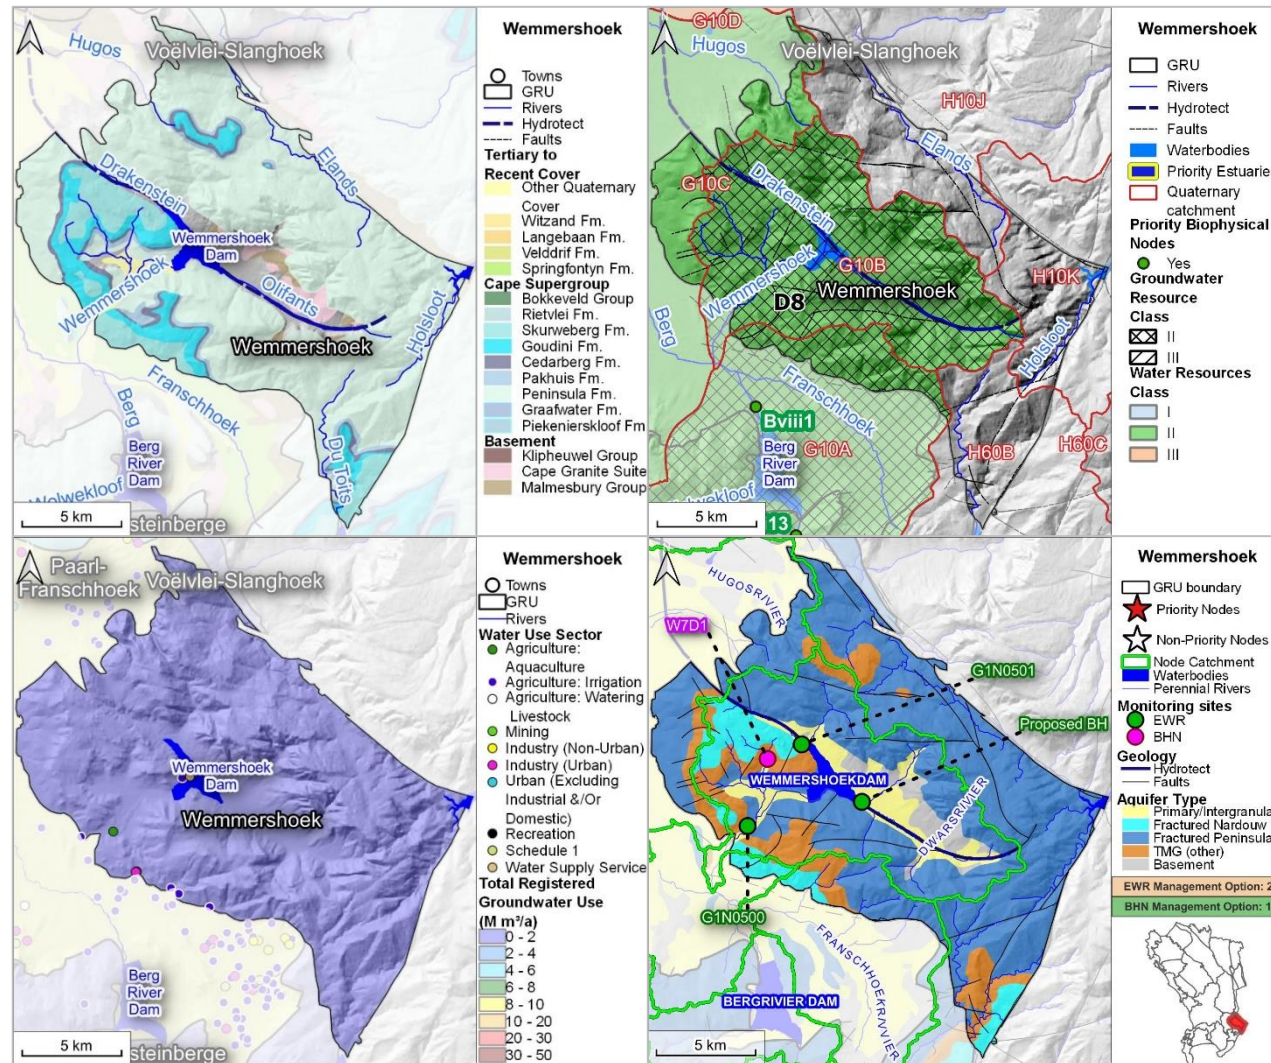 Hugos
Voëlvlei-Slanghoek
Elands
Drakenstein
Wemmershoek
Dam
Wemmershoek
Olifants
Holsloot
Wemmershoek
Franschhoek
Berg
Berg
River
Dam
Du Toits
Wolwekloof
steinberge
5 km
Wemmershoek
Towns
GRU
Rivers
Hydrotect
Faults
Tertiary to
Recent Cover
Other Quaternary
Cover
Witzand Fm.
Langebaan Fm.
Velddrif Fm.
Springfontyn Fm.
Cape Supergroup
Bokkeveld Group
Rietvlei Fm.
Skurweberg Fm.
Goudini Fm.
Cedarberg Fm.
Pakhuis Fm.
Peninsula Fm.
Graafwater Fm.
Piekenierskloof Fm.
Basement
Klipheuwel Group
Cape Granite Suite
Malmesbury Group
G10D
Hugos
Voëlvlei-Slanghoek
H10J
Elands
G10C
Drakenstein
G10B
H10K
Wemmershoek
Wemmershoek
D8
Holsloot
Berg
Franschhoek
Bviii1
G10A
Berg
River
Dam
H60B
H60C
13
5 km
Wemmershoek
GRU
Rivers
Hydrotect
Faults
Waterbodies
Priority Estuarie
Quaternary
catchment
Priority Biophysical
Nodes
Yes
Groundwater
Resource
Class
II
III
Water Resources
Class
I
II
III
Paarl-
Franschhoek
Voëlvlei-Slanghoek
Wemmershoek
Dam
Wemmershoek
Berg
River
Dam
steinberge
5 km
Wemmershoek
Towns
GRU
Rivers
Water Use Sector
Agriculture:
Aquaculture
Agriculture: Irrigation
Agriculture: Watering
Livestock
Mining
Industry (Non-Urban)
Industry (Urban)
Urban (Excluding
Industrial &/Or
Domestic)
Recreation
Schedule 1
Water Supply Service
Total Registered
Groundwater Use
(M m³/a)
0 - 2
2 - 4
4 - 6
6 - 8
8 - 10
10 - 20
20 - 30
30 - 50
HUGOSRIVIER
W7D1
G1N0501
Proposed BH
WEMMERSHOEKDAM
DWARSRIVIER
G1N0500
FRANSCHHOEKRIVIER
BERGRIVIER DAM
5 km
Wemmershoek
GRU boundary
Priority Nodes
Non-Priority Nodes
Node Catchment
Waterbodies
Perennial Rivers
Monitoring sites
EWR
BHN
Geology
Hydrotect
Faults
Aquifer Type
Primary/Intergranula
Fractured Nardouw
Fractured Peninsula
TMG (other)
Basement
EWR Management Option: 2
BHN Management Option: 1